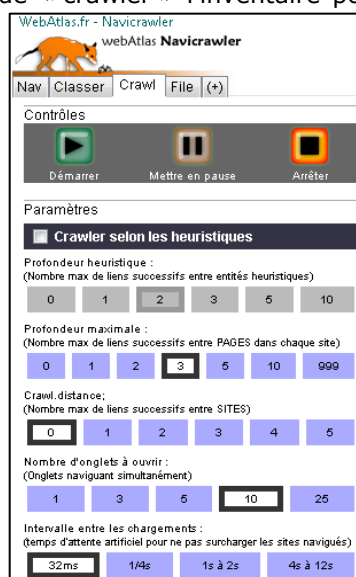 de « crawler » l'inventaire po
WebAtlas.fr - Navicrawler
webAtlas Navicrawler
Nav Classer Crawl File (+)
Contrôles
Démarrer Mettre en pause Arrêter
Paramètres
Crawler selon les heuristiques
Profondeur heuristique :
(Nombre max de liens successifs entre entités heuristiques)
0 1 2 3 5 10
Profondeur maximale :
(Nombre max de liens successifs entre PAGES dans chaque site)
0 1 2 3 5 10 999
Crawl.distance;
(Nombre max de liens successifs entre SITES)
0 1 2 3 4 5
Nombre d'onglets à ouvrir :
(Onglets naviguant simultanément)
1 3 5 10 25
Intervalle entre les chargements :
(temps d'attente artificiel pour ne pas surcharger les sites navigués)
32ms 1/4s 1s à 2s 4s à 12s